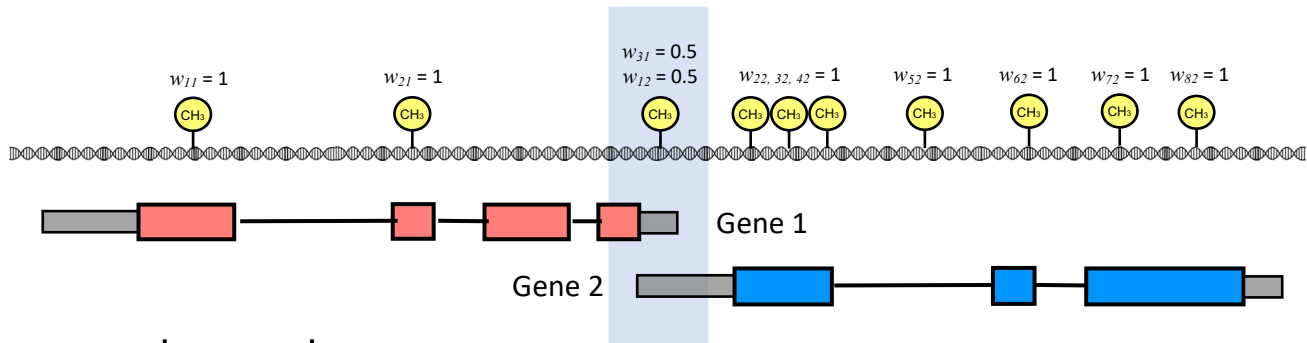 w₃₁ = 0.5
w₁₁ = 1 w₂₁ = 1 w₁₂ = 0.5 w₂₂, ₃₂, ₄₂ = 1 w₅₂ = 1 w₆₂ = 1 w₇₂ = 1 w₈₂ = 1
CH₃ CH₃ CH₃ CH₃ CH₃ CH₃ CH₃ CH₃ CH₃ CH₃
Gene 1
Gene 2